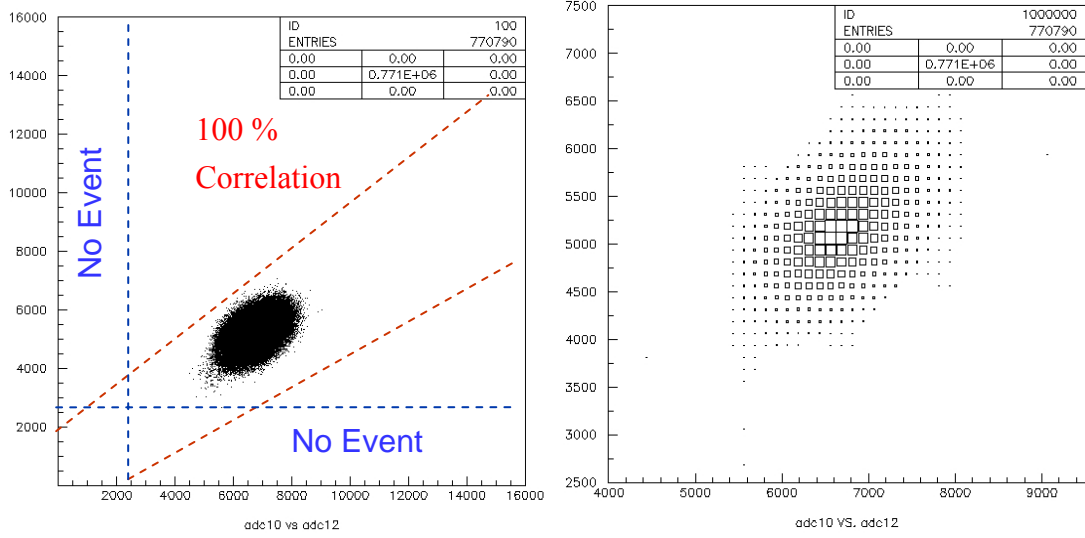 16000
14000
12000
10000
8000
6000
4000
2000
2000 4000 6000 8000 10000 12000 14000 16000
adc10 vs adc12
ID 100
ENTRIES 770790
0.00 0.00 0.00
0.00 0.771E+06 0.00
0.00 0.00 0.00
100 %
Correlation
No Event
No Event
7500
7000
6500
6000
5500
5000
4500
4000
3500
3000
2500
4000 5000 6000 7000 8000 9000
adc10 VS. adc12
ID 1000000
ENTRIES 770790
0.00 0.00 0.00
0.00 0.771E+06 0.00
0.00 0.00 0.00